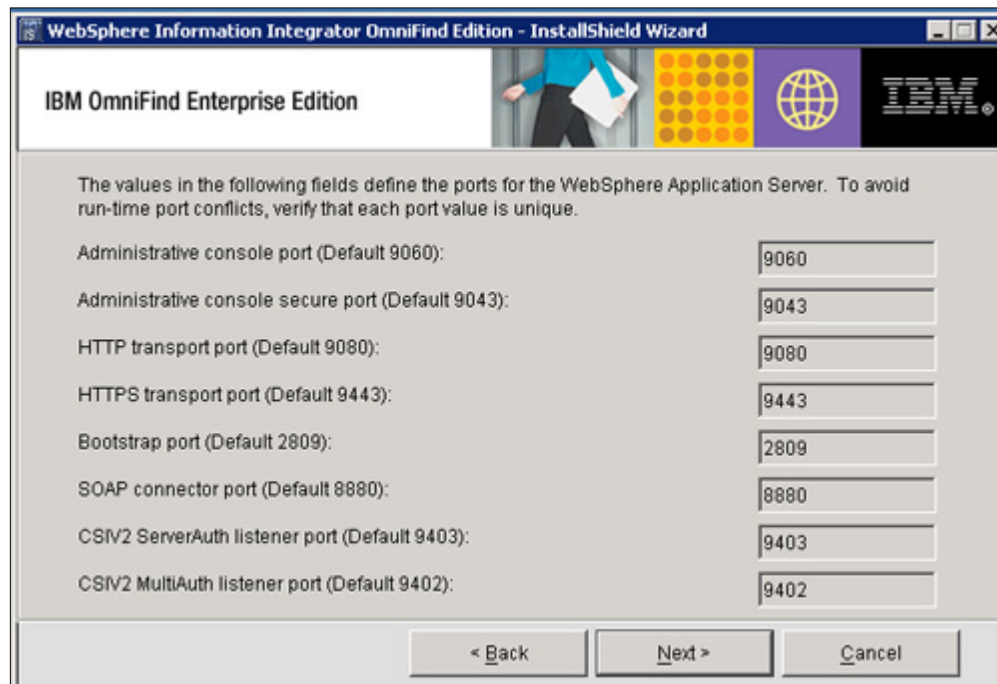 WebSphere Information Integrator OmniFind Edition - InstallShield Wizard
IBM OmniFind Enterprise Edition
IBM®
The values in the following fields define the ports for the WebSphere Application Server. To avoid
run-time port conflicts, verify that each port value is unique.
Administrative console port (Default 9060): 9060
Administrative console secure port (Default 9043): 9043
HTTP transport port (Default 9080): 9080
HTTPS transport port (Default 9443): 9443
Bootstrap port (Default 2809): 2809
SOAP connector port (Default 8880): 8880
CSIV2 ServerAuth listener port (Default 9403): 9403
CSIV2 MultiAuth listener port (Default 9402): 9402
< Back Next > Cancel